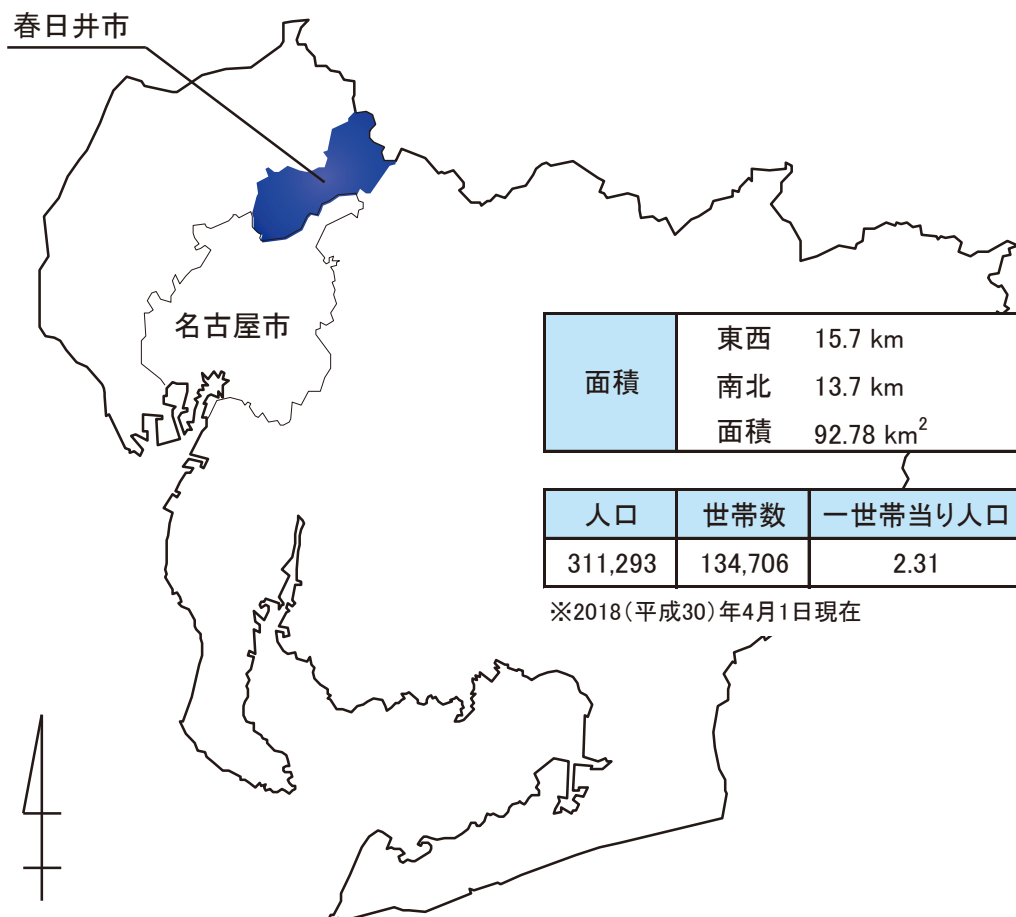 春日井市
名古屋市
面積
東西 15.7 km
南北 13.7 km
面積 92.78 km²
人口 世帯数 一世帯当り人口
311,293 134,706 2.31
※2018(平成30)年4月1日現在